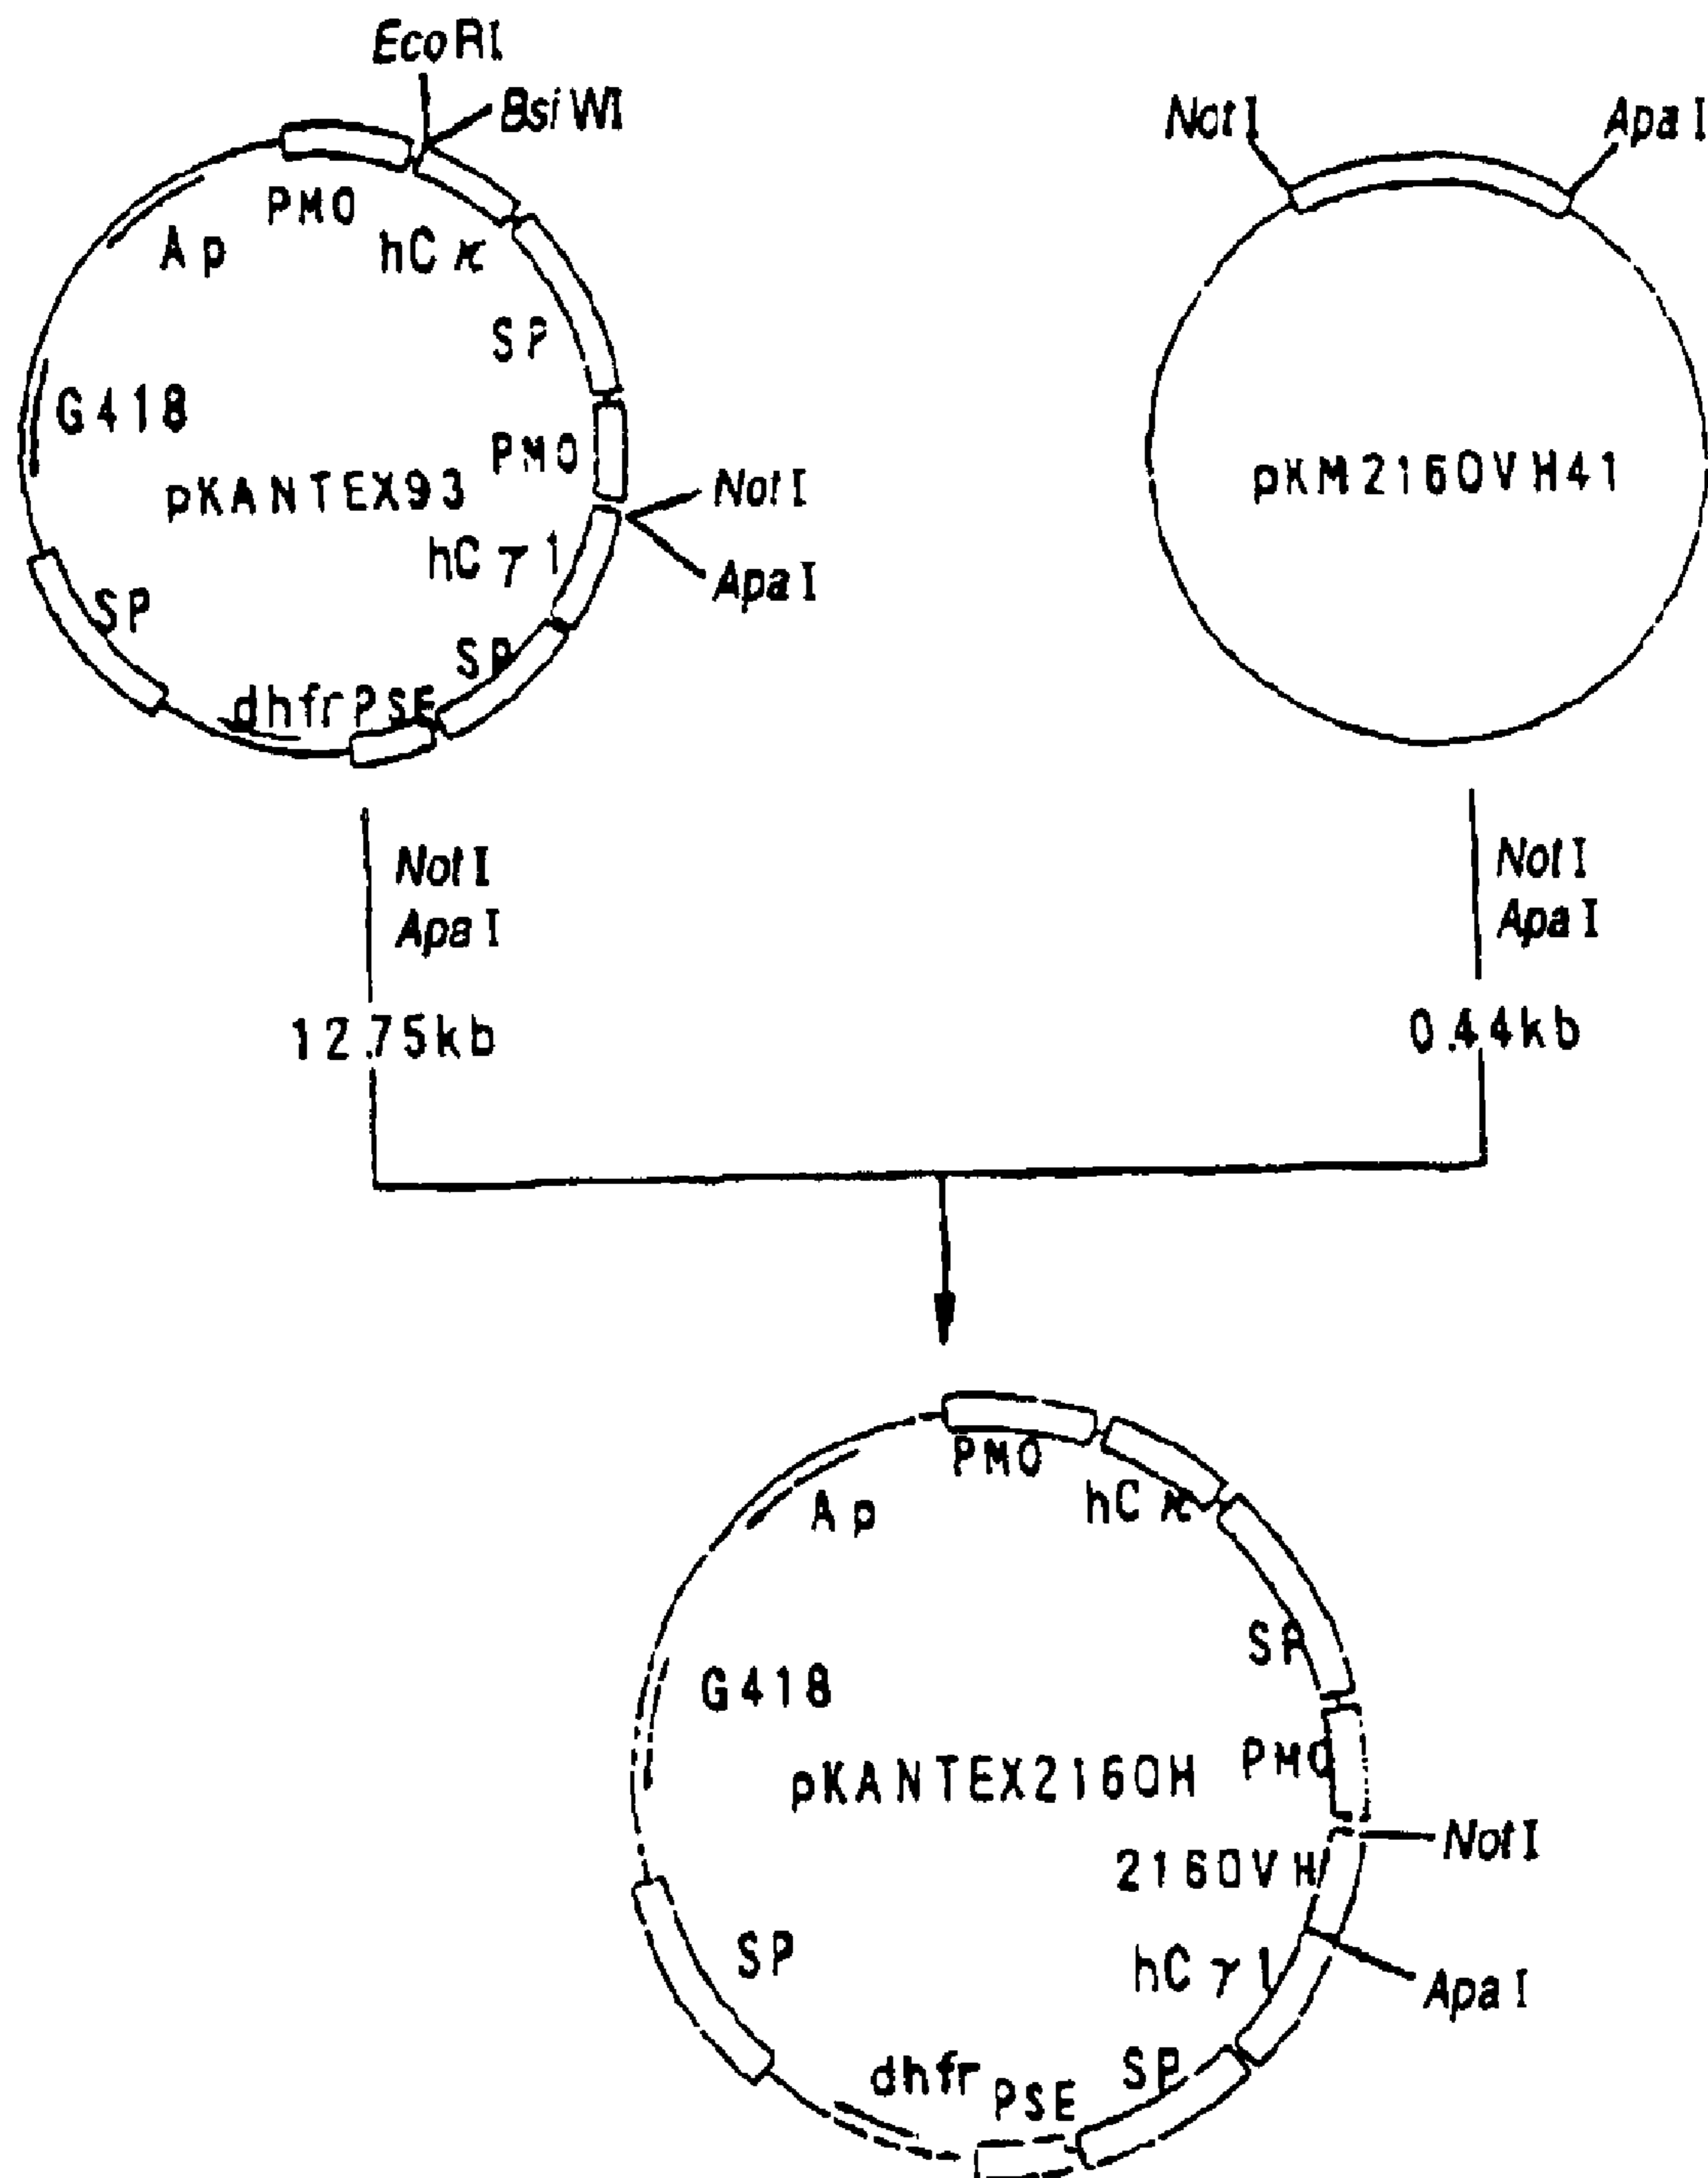 EcoRI
BsiWI
PMO
Ap
hCκ
SP
G418
PMO
pKANTEX93
NotI
hCγ1
ApaI
SP
SP
dhfr
PSE
NotI
ApaI
pKM2160VH41
NotI
ApaI
12.75kb
NotI
ApaI
0.44kb
PMO
Ap
hCκ
SP
G418
PMO
pKANTEX2160H
NotI
2160VH
SP
hCγ1
ApaI
dhfr
PSE
SP